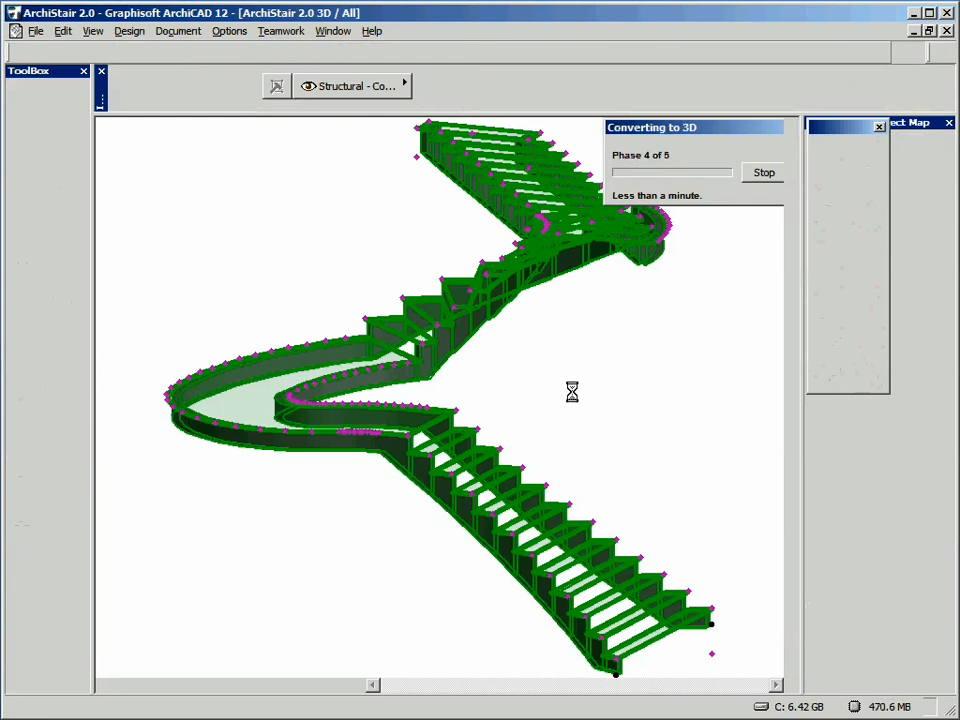 ArchiStair 2.0 - Graphisoft ArchiCAD 12 - [ArchiStair 2.0 3D / All]
File Edit View Design Document Options Teamwork Window Help
ToolBox
Structural - Co...
Converting to 3D
ect Map
Phase 4 of 5
Stop
Less than a minute.
C: 6.42 GB
470.6 MB